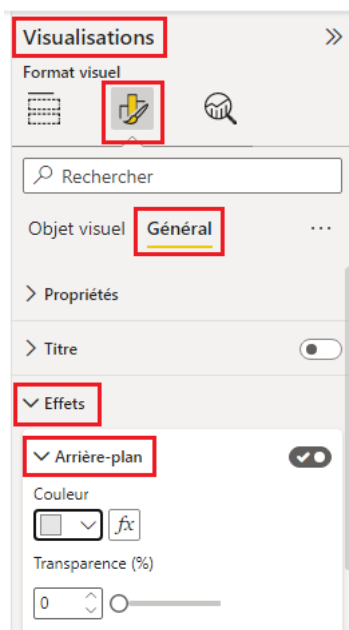 Visualisations
Format visuel
Rechercher
Objet visuel Général ...
Propriétés
Titre
Effets
Arrière-plan
Couleur
fx
Transparence (%)
0